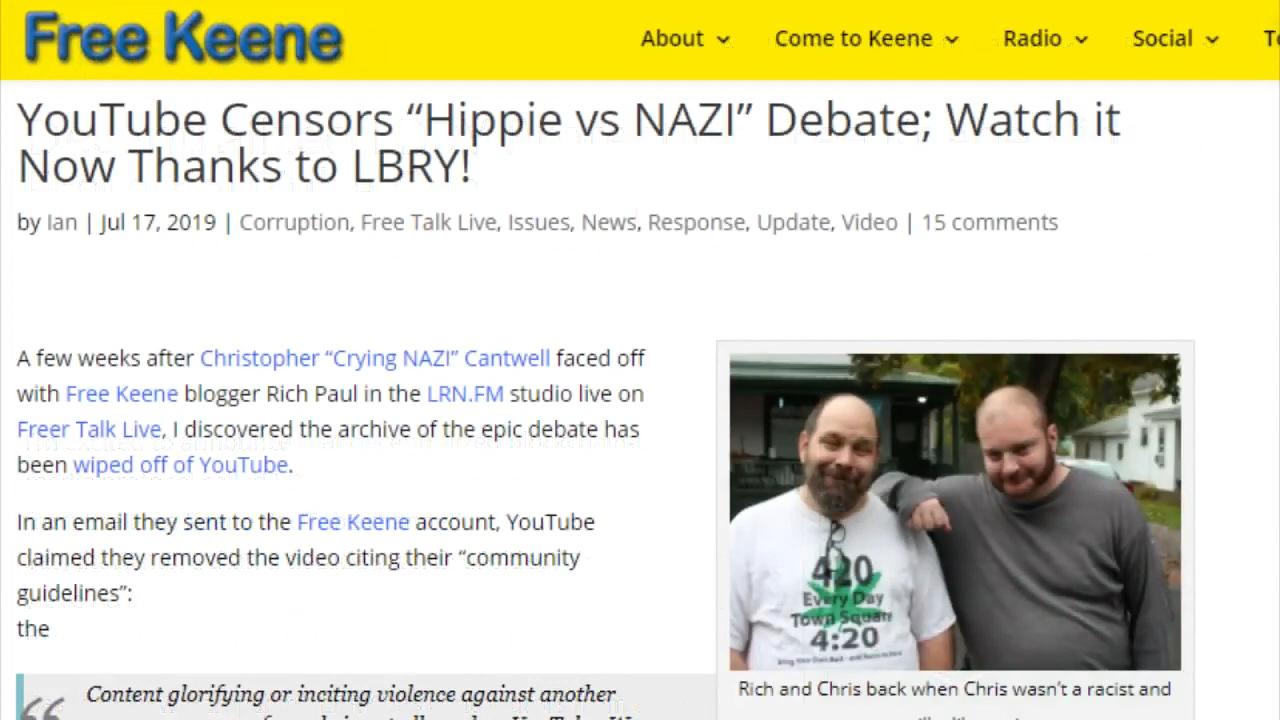 Free Keene
About
Come to Keene
Radio
Social
YouTube Censors “Hippie vs NAZI” Debate; Watch it
Now Thanks to LBRY!
by Ian | Jul 17, 2019 | Corruption, Free Talk Live, Issues, News, Response, Update, Video | 15 comments
A few weeks after Christopher “Crying NAZI” Cantwell faced off
with Free Keene blogger Rich Paul in the LRN.FM studio live on
Freer Talk Live, I discovered the archive of the epic debate has
been wiped off of YouTube.
In an email they sent to the Free Keene account, YouTube
claimed they removed the video citing their “community
guidelines”:
the
“Content glorifying or inciting violence against another
420
Every Day
Town Square
4:20
Rich and Chris back when Chris wasn’t a racist and